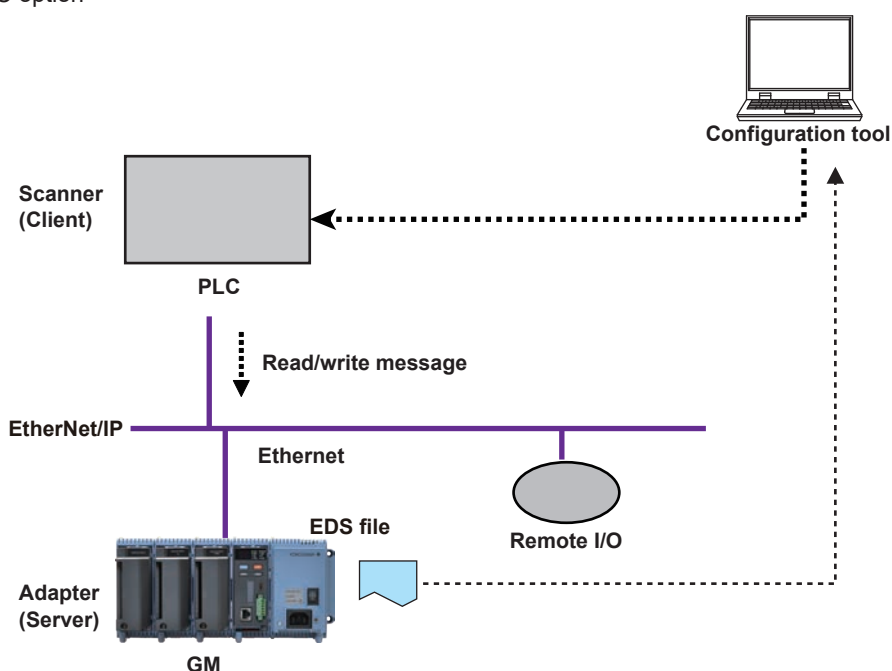 option
Configuration tool
Scanner
(Client)
PLC
Read/write message
EtherNet/IP
Ethernet
EDS file
Remote I/O
Adapter
(Server)
GM